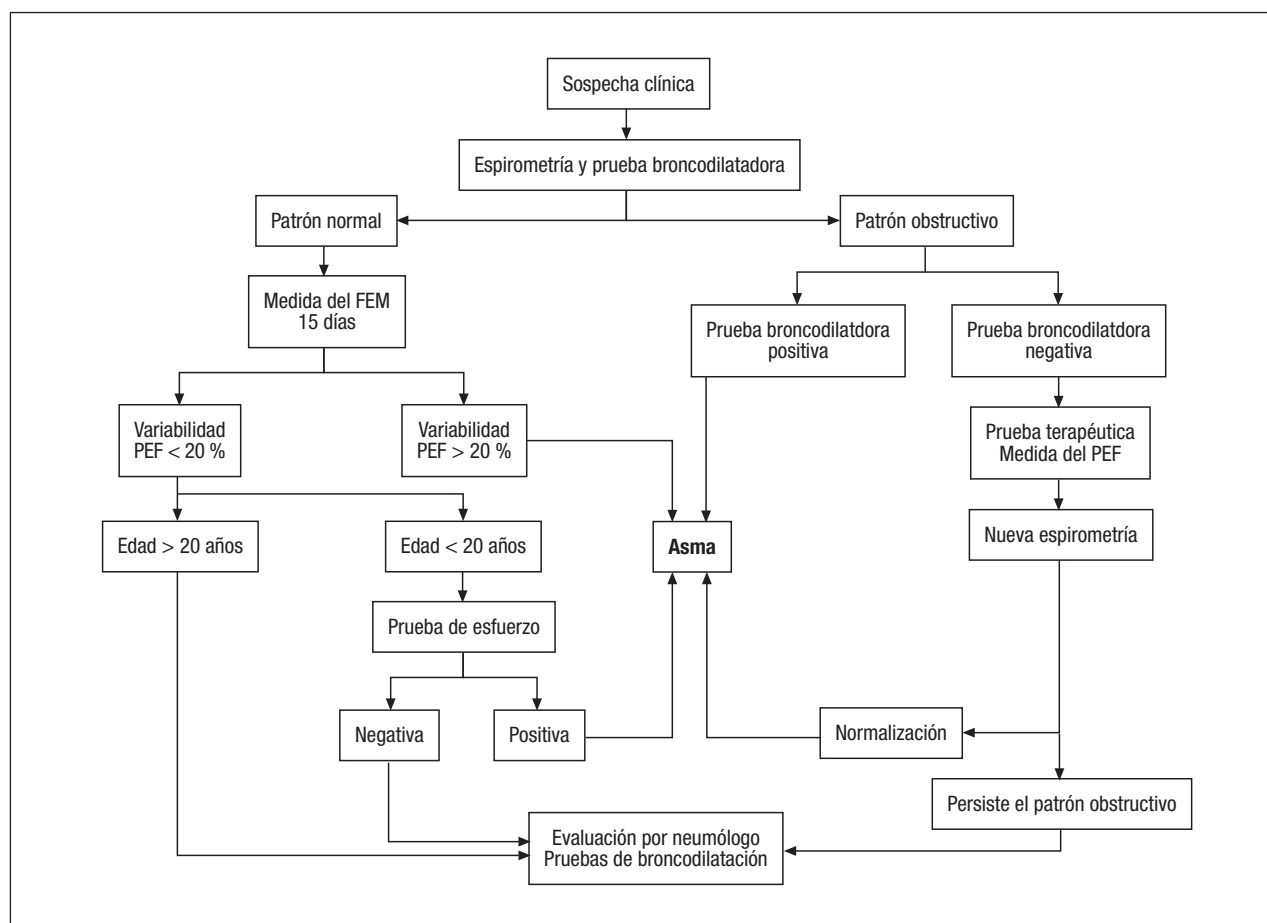 Sospecha clínica
Espirometría y prueba broncodilatadora
Patrón normal
Patrón obstructivo
Medida del FEM
15 días
Prueba broncodilatdora
positiva
Prueba broncodilatdora
negativa
Variabilidad
PEF < 20 %
Variabilidad
PEF > 20 %
Prueba terapéutica
Medida del PEF
Edad > 20 años
Edad < 20 años
Asma
Nueva espirometría
Prueba de esfuerzo
Negativa
Positiva
Normalización
Persiste el patrón obstructivo
Evaluación por neumólogo
Pruebas de broncodilatación